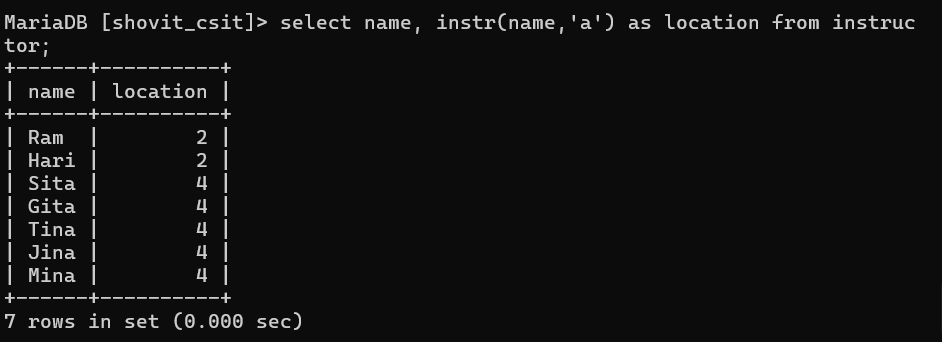 MariaDB [shovit_csit]> select name, instr(name,'a') as location from instruc
tor;
+------+----------+
| name | location |
+------+----------+
| Ram  |        2 |
| Hari |        2 |
| Sita |        4 |
| Gita |        4 |
| Tina |        4 |
| Jina |        4 |
| Mina |        4 |
+------+----------+
7 rows in set (0.000 sec)